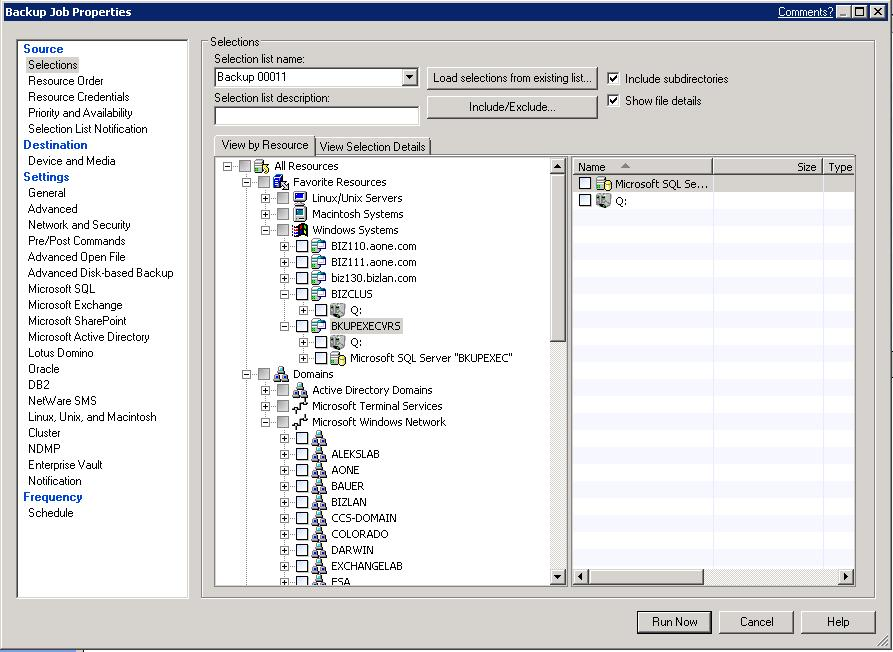 Backup Job Properties
Comments?
Source
Selections
Resource Order
Resource Credentials
Priority and Availability
Selection List Notification
Destination
Device and Media
Settings
General
Advanced
Network and Security
Pre/Post Commands
Advanced Open File
Advanced Disk-based Backup
Microsoft SQL
Microsoft Exchange
Microsoft SharePoint
Microsoft Active Directory
Lotus Domino
Oracle
DB2
NetWare SMS
Linux, Unix, and Macintosh
Cluster
NDMP
Enterprise Vault
Notification
Frequency
Schedule
Selections
Selection list name:
Backup 00011
Load selections from existing list...
Include subdirectories
Selection list description:
Include/Exclude...
Show file details
View by Resource
View Selection Details
All Resources
Favorite Resources
Linux/Unix Servers
Macintosh Systems
Windows Systems
BIZ110.aone.com
BIZ111.aone.com
biz130.bizlan.com
BIZCLUS
Q:
BKUPEXECVRS
Q:
Microsoft SQL Server "BKUPEXEC"
Domains
Active Directory Domains
Microsoft Terminal Services
Microsoft Windows Network
ALEKSLAB
AONE
BAUER
BIZLAN
CCS-DOMAIN
COLORADO
DARWIN
EXCHANGELAB
ESA
Name Size Type
Microsoft SQL Se...
Q:
Run Now
Cancel
Help